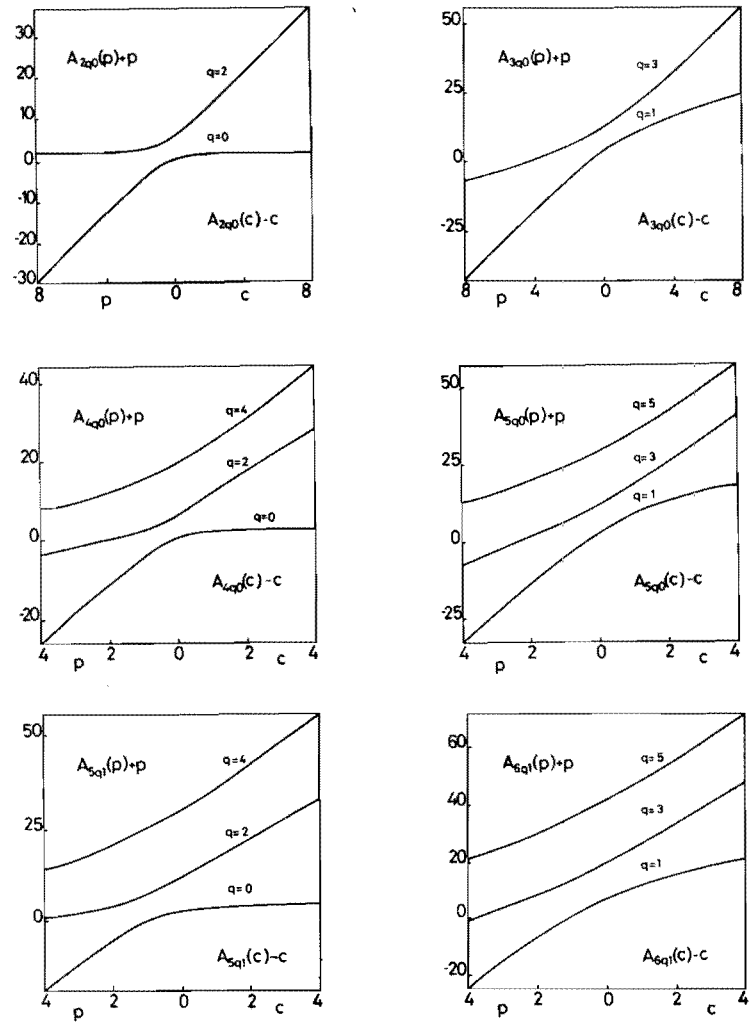 30
20
10
0
-10
-20
-30
A₂q₀(p)+p
q=2
q=0
A₂q₀(c)-c
8
p
0
c
8
50
25
0
-25
A₃q₀(p)+p
q=3
q=1
A₃q₀(c)-c
8
p
4
0
4
c
8
40
20
0
-20
A₄q₀(p)+p
q=4
q=2
q=0
A₄q₀(c)-c
4
p
2
0
2
c
4
50
25
0
-25
A₅q₀(p)+p
q=5
q=3
q=1
A₅q₀(c)-c
4
p
2
0
2
c
4
50
25
0
A₅q₁(p)+p
q=4
q=2
q=0
A₅q₁(c)-c
4
p
2
0
2
c
4
60
40
20
0
-20
A₆q₁(p)+p
q=5
q=3
q=1
A₆q₁(c)-c
4
p
2
0
2
c
4